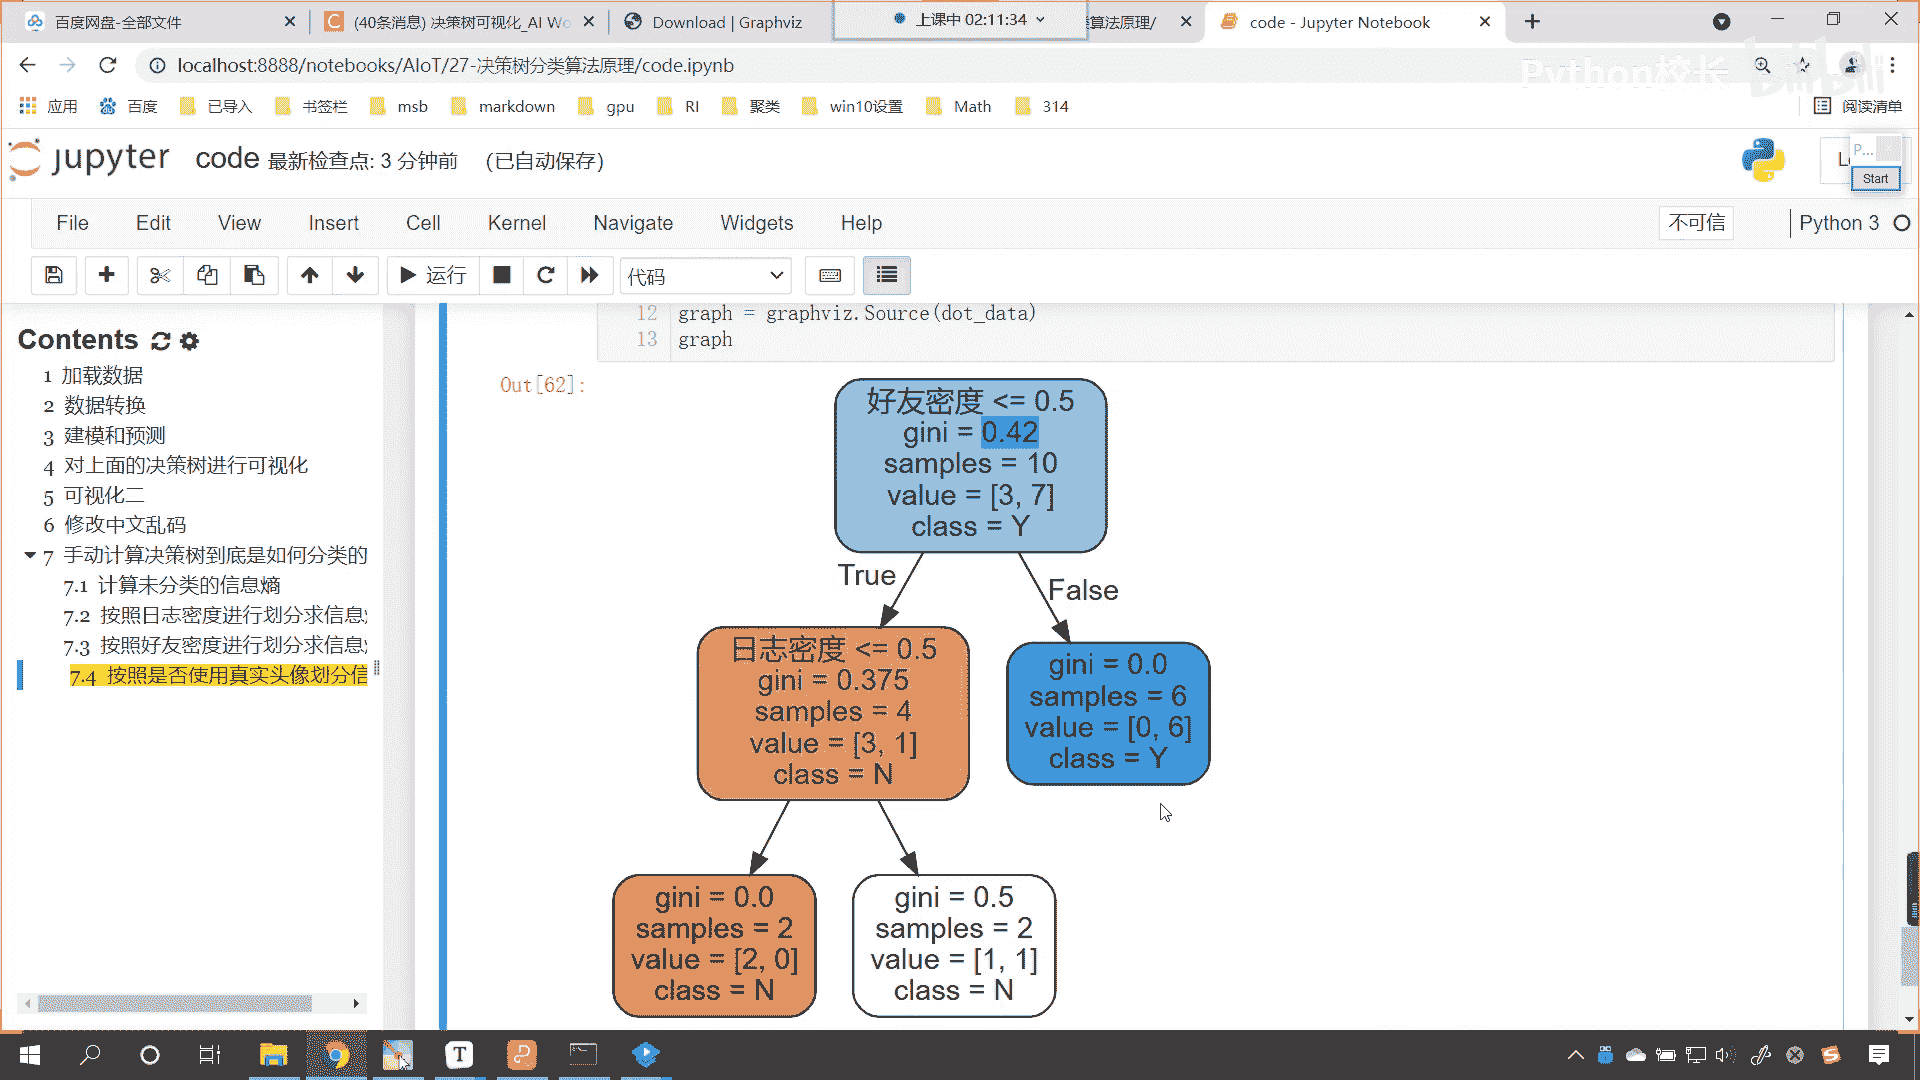 百度网盘-全部文件
(40条消息) 决策树可视化_AI Wo
Download | Graphviz
上课中 02:11:34
算法原理/
code - Jupyter Notebook
localhost:8888/notebooks/AIoT/27-决策树分类算法原理/code.ipynb
Python校长
bilibili
应用
百度
已导入
书签栏
msb
markdown
gpu
RI
聚类
win10设置
Math
314
阅读清单
jupyter
code 最新检查点: 3 分钟前 (已自动保存)
P...
Start
File
Edit
View
Insert
Cell
Kernel
Navigate
Widgets
Help
不可信
Python 3
运行
代码
Contents
1 加载数据
2 数据转换
3 建模和预测
4 对上面的决策树进行可视化
5 可视化二
6 修改中文乱码
7 手动计算决策树到底是如何分类的
7.1 计算未分类的信息熵
7.2 按照日志密度进行划分求信息
7.3 按照好友密度进行划分求信息
7.4 按照是否使用真实头像划分信
12 graph = graphviz.Source(dot_data)
13 graph
Out[62]:
好友密度 <= 0.5
gini = 0.42
samples = 10
value = [3, 7]
class = Y
True
False
日志密度 <= 0.5
gini = 0.375
samples = 4
value = [3, 1]
class = N
gini = 0.0
samples = 6
value = [0, 6]
class = Y
gini = 0.0
samples = 2
value = [2, 0]
class = N
gini = 0.5
samples = 2
value = [1, 1]
class = N